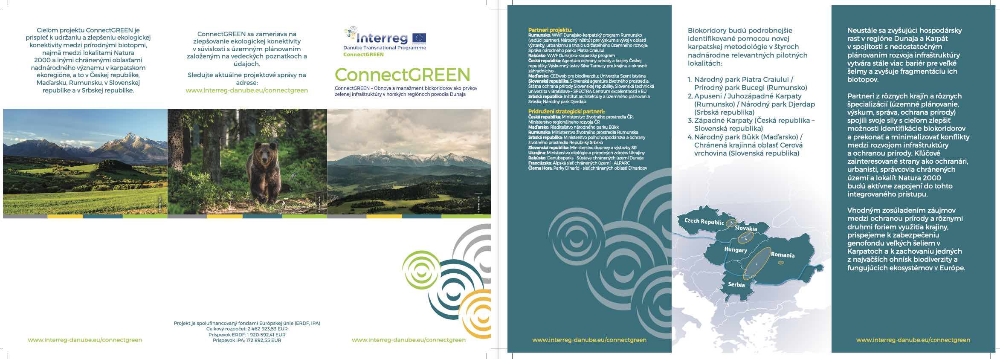 Cieľom projektu ConnectGREEN je
prispieť k udržaniu a zlepšeniu ekologickej
konektivity medzi prírodnými biotopmi,
najmä medzi lokalitami Natura
2000 a inými chránenými oblasťami
nadnárodného významu v karpatskom
ekoregióne, a to v Českej republike,
Maďarsku, Rumunsku, v Slovenskej
republike a v Srbskej republike.
© Tomas Hulik
www.interreg-danube.eu/connectgreen
ConnectGREEN sa zameriava na
zlepšovanie ekologickej konektivity
v súvislosti s územným plánovaním
založeným na vedeckých poznatkoch a
údajoch.
Sledujte aktuálne projektové správy na
adrese:
www.interreg-danube.eu/connectgreen
© Tomas Hulik
Projekt je spolufinancovaný fondami Európskej únie (ERDF, IPA)
Celkový rozpočet: 2 462 923,53 EUR
Príspevok ERDF: 1 920 592,41 EUR
Príspevok IPA: 172 892,55 EUR
Interreg
Danube Transnational Programme
ConnectGREEN
ConnectGREEN
ConnectGREEN – Obnova a manažment bickoridorov ako prvkov
zelenej infraštruktúry v horských regiónoch povodia Dunaja
© Tomas Hulik
www.interreg-danube.eu/connectgreen
Partneri projektu:
Rumunsko: WWF Dunajsko-karpatský program Rumunsko
(vedúci partner); Národný inštitút pre výskum a vývoj v oblasti
výstavby, urbanizmu a trvalo udržateľného územného rozvoja;
Správa národného parku Piatra Craiului
Rakúsko: WWF Dunajsko-karpatský program
Česká republika: Agentúra ochrany prírody a krajiny Českej
republiky; Výskumný ústav Silva Taroucy pre krajinu a okrasné
záhradníctvo
Maďarsko: CEEweb pre biodiverzitu; Univerzita Szent Istvána
Slovenská republika: Slovenská agentúra životného prostredia;
Štátna ochrana prírody Slovenskej republiky; Slovenská technická
univerzita v Bratislave – SPECTRA Centrum excelentnosti v EÚ
Srbská republika: Inštitút architektúry a územného plánovania
Srbska; Národný park Djerdap
Pridružení strategickí partneri::
Česká republika: Ministerstvo životného prostredia ČR;
Ministerstvo regionálneho rozvoja ČR
Maďarsko: Riaditeľstvo národného parku Bükk
Rumunsko: Ministerstvo životného prostredia Rumunska
Srbská republika: Ministerstvo poľnohospodárstva a ochrany
životného prostredia Republiky Srbsko
Slovenská republika: Ministerstvo dopravy a výstavby SR
Ukrajina: Ministerstvo ekológie a prírodných zdrojov Ukrajiny
Rakúsko: Danubeparks - Sústava chránených území Dunaja
Francúzsko: Alpská sieť chránených území - ALPARC
Čierna Hora: Parky Dinarid - sieť chránených oblastí Dinaridov
www.interreg-danube.eu/connectgreen
Biokoridory budú podrobnejšie
identifikované pomocou novej
karpatskej metodológie v štyroch
nadnárodne relevantných pilotných
lokalitách:
1. Národný park Piatra Craiului /
Prírodný park Bucegi (Rumunsko)
2. Apuseni / Juhozápadné Karpaty
(Rumunsko) / Národný park Djerdap
(Srbská republika)
3. Západné Karpaty (Česká republika –
Slovenská republika)
4. Národný park Bükk (Maďarsko) /
Chránená krajinná oblasť Cerová
vrchovina (Slovenská republika)
Czech Republic
3
Slovakia
4
Hungary
Romania
1
2
Serbia
Neustále sa zvyšujúci hospodársky
rast v regióne Dunaja a Karpát
v spojitosti s nedostatočným
plánovaním rozvoja infraštruktúry
vytvára stále viac bariér pre veľké
šelmy a zvyšuje fragmentáciu ich
biotopov.
Partneri z rôznych krajín a rôznych
špecializácií (územné plánovanie,
výskum, správa, ochrana prírody)
spojili svoje sily s cieľom zlepšiť
možnosti identifikácie biokoridorov
a prekonať a minimalizovať konflikty
medzi rozvojom infraštruktúry
a ochranou prírody. Kľúčové
zainteresované strany ako ochranári,
urbanisti, správcovia chránených
území a lokalít Natura 2000
budú aktívne zapojení do tohto
integrovaného prístupu.
Vhodným zosúladením záujmov
medzi ochranou prírody a rôznymi
druhmi foriem využitia krajiny,
prispejeme k zabezpečeniu
genofondu veľkých šeliem v
Karpatoch a k zachovaniu jedných
z najväčších ohnísk biodiverzity a
fungujúcich ekosystémov v Európe.
www.interreg-danube.eu/connectgreen